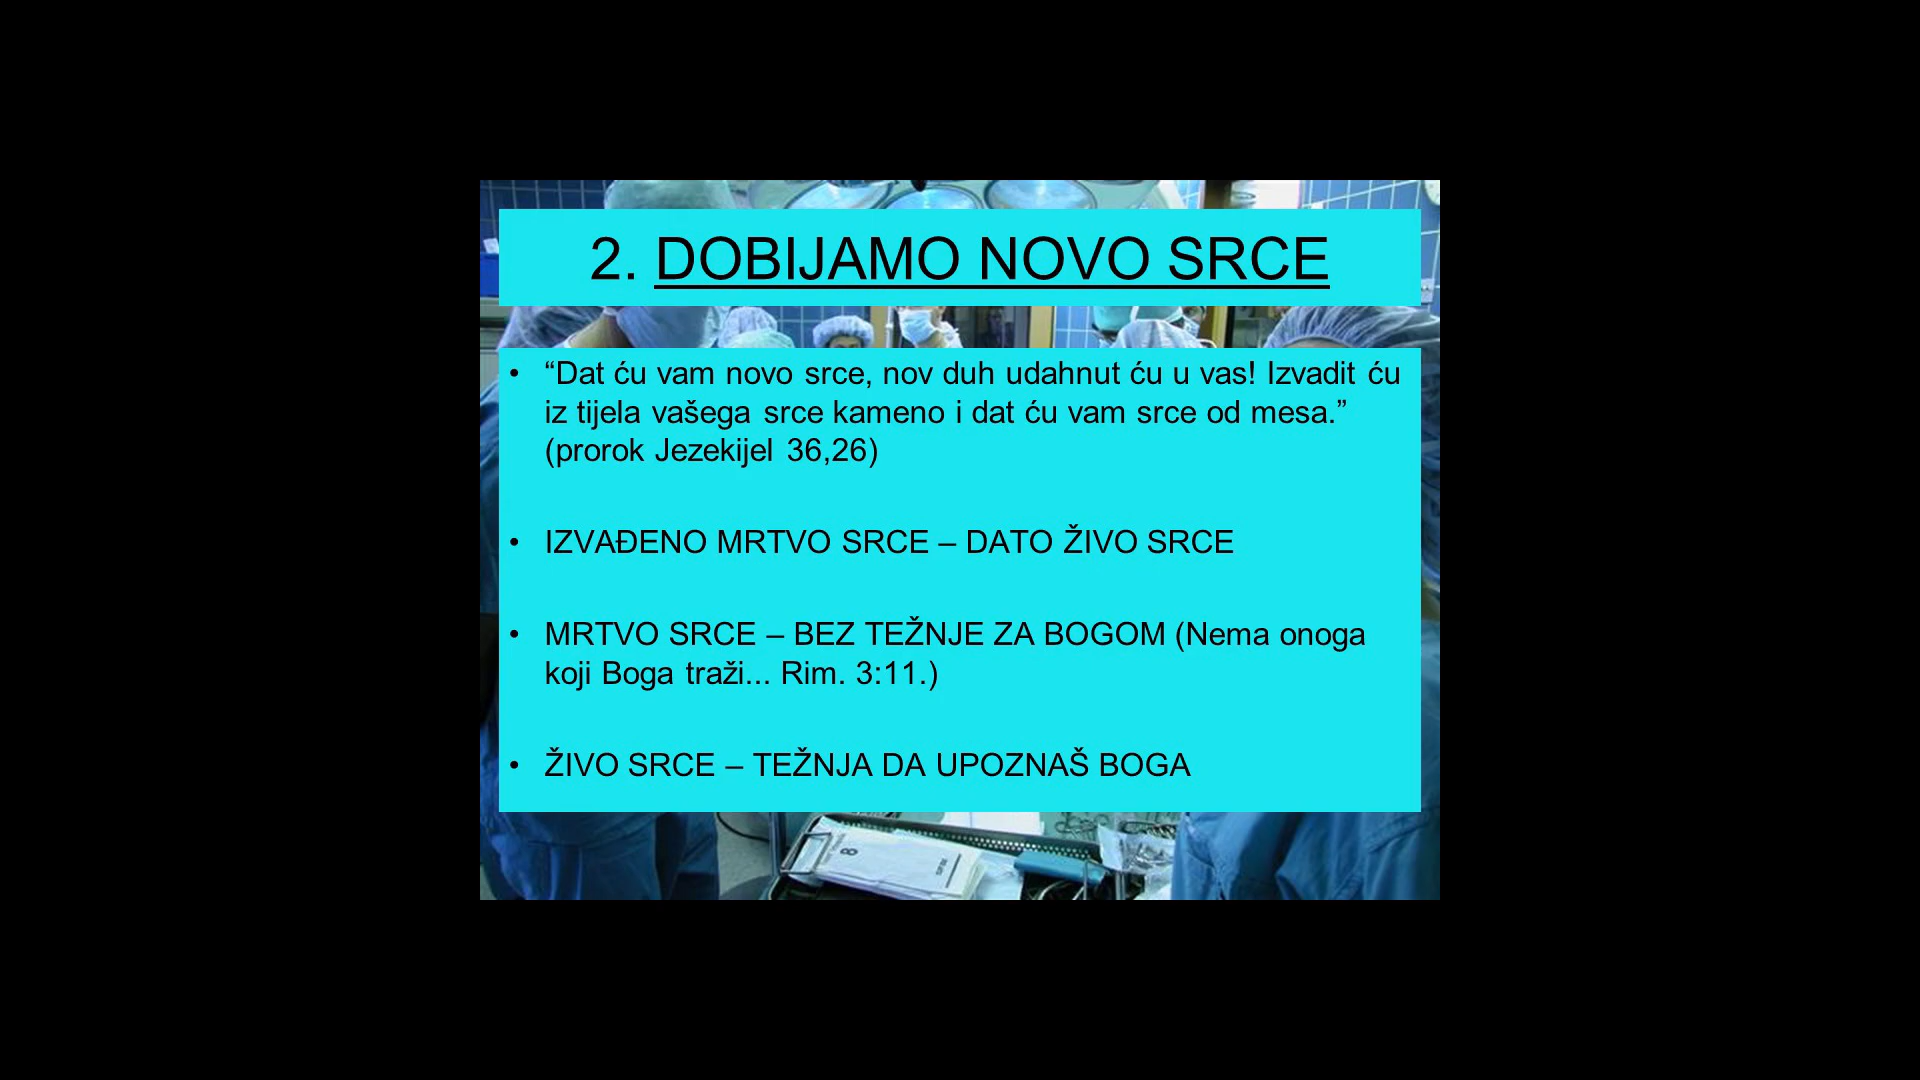 2. DOBIJAMO NOVO SRCE
• “Dat ću vam novo srce, nov duh udahnut ću u vas! Izvadit ću
iz tijela vašega srce kameno i dat ću vam srce od mesa.”
(prorok Jezekijel 36,26)
• IZVAĐENO MRTVO SRCE – DATO ŽIVO SRCE
• MRTVO SRCE – BEZ TEŽNJE ZA BOGOM (Nema onoga
koji Boga traži... Rim. 3:11.)
• ŽIVO SRCE – TEŽNJA DA UPOZNAŠ BOGA
8